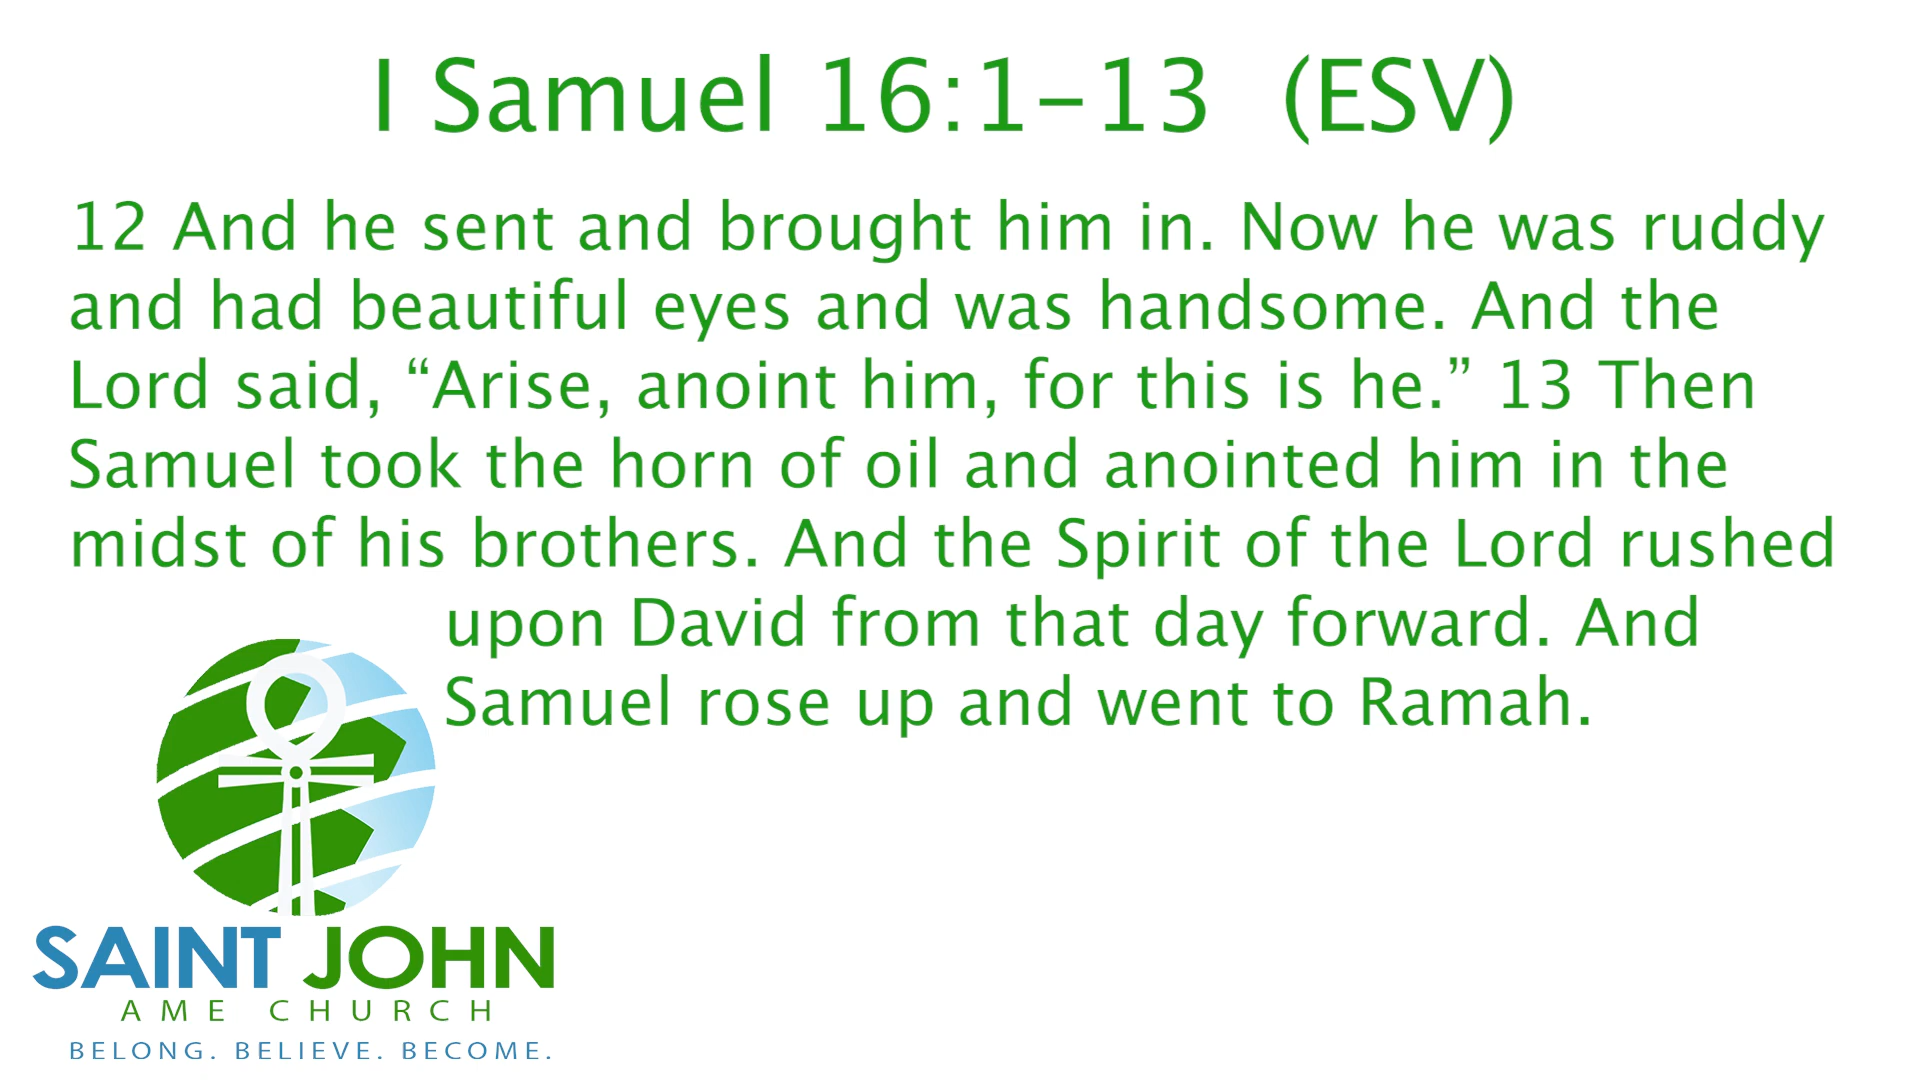 I Samuel 16:1-13 (ESV)
12 And he sent and brought him in. Now he was ruddy
and had beautiful eyes and was handsome. And the
Lord said, “Arise, anoint him, for this is he.” 13 Then
Samuel took the horn of oil and anointed him in the
midst of his brothers. And the Spirit of the Lord rushed
upon David from that day forward. And
Samuel rose up and went to Ramah.
SAINT JOHN
AME CHURCH
BELONG. BELIEVE. BECOME.